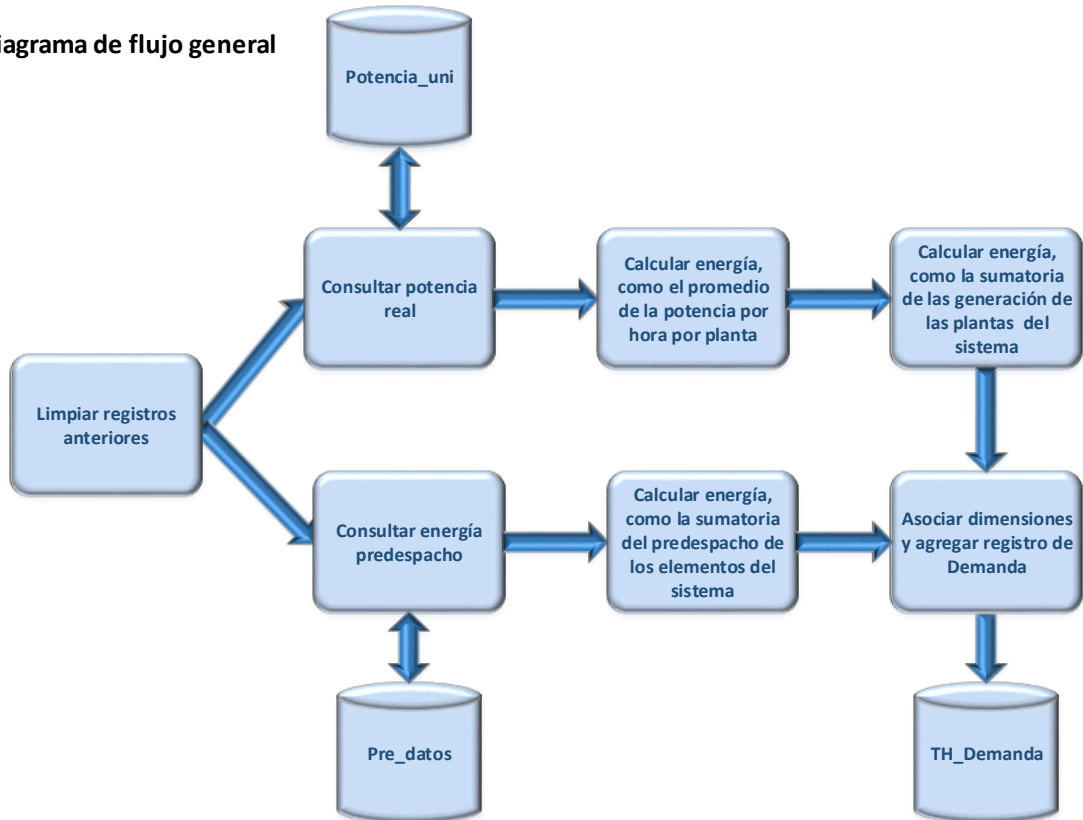 iagrama de flujo general
Potencia_uni
Consultar potencia
real
Calcular energía,
como el promedio
de la potencia por
hora por planta
Calcular energía,
como la sumatoria
de las generación de
las plantas del
sistema
Limpiar registros
anteriores
Consultar energía
predespacho
Calcular energía,
como la sumatoria
del predespacho de
los elementos del
sistema
Asociar dimensiones
y agregar registro de
Demanda
Pre_datos
TH_Demanda